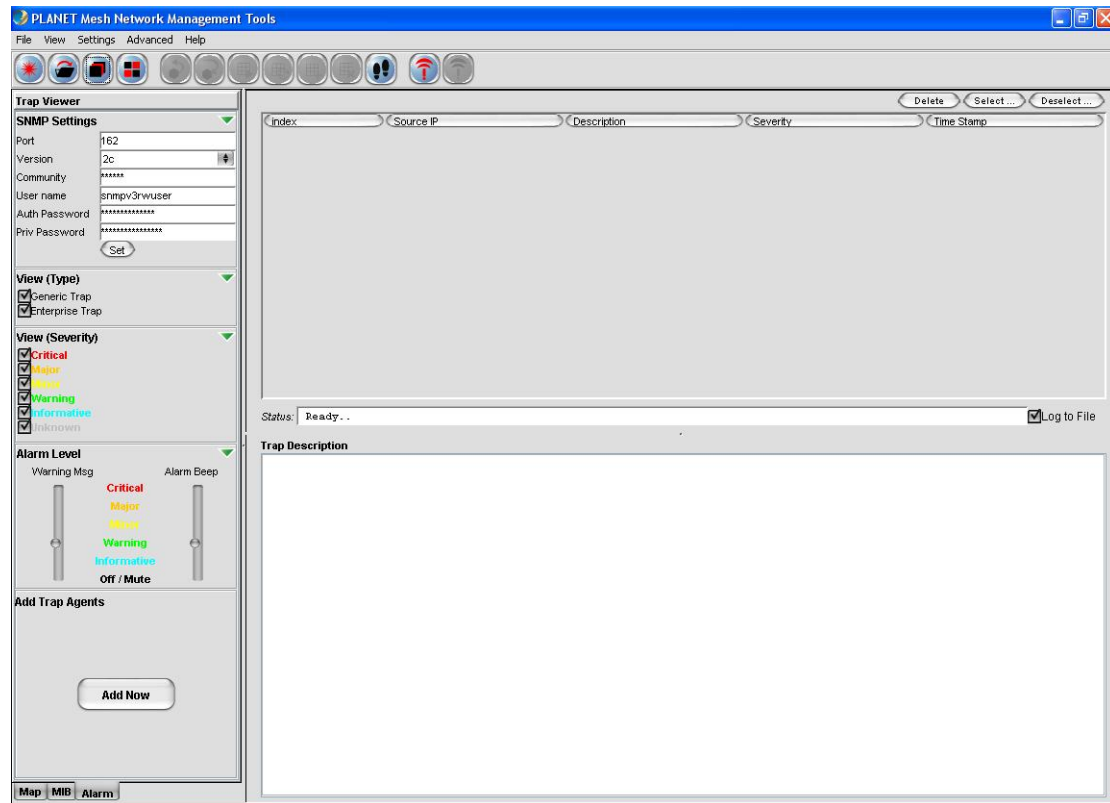 PLANET Mesh Network Management Tools
File View Settings Advanced Help
Trap Viewer
SNMP Settings
Port 162
Version 2c
Community ******
User name snmpv3rwuser
Auth Password **************
Priv Password ****************
Set
View (Type)
Generic Trap
Enterprise Trap
View (Severity)
Critical
Major
Minor
Warning
Informative
Unknown
Alarm Level
Warning Msg Alarm Beep
Critical
Major
Minor
Warning
Informative
Off / Mute
Add Trap Agents
Add Now
Map MIB Alarm
Delete Select ... Deselect ...
index Source IP Description Severity Time Stamp
Status: Ready.. Log to File
Trap Description